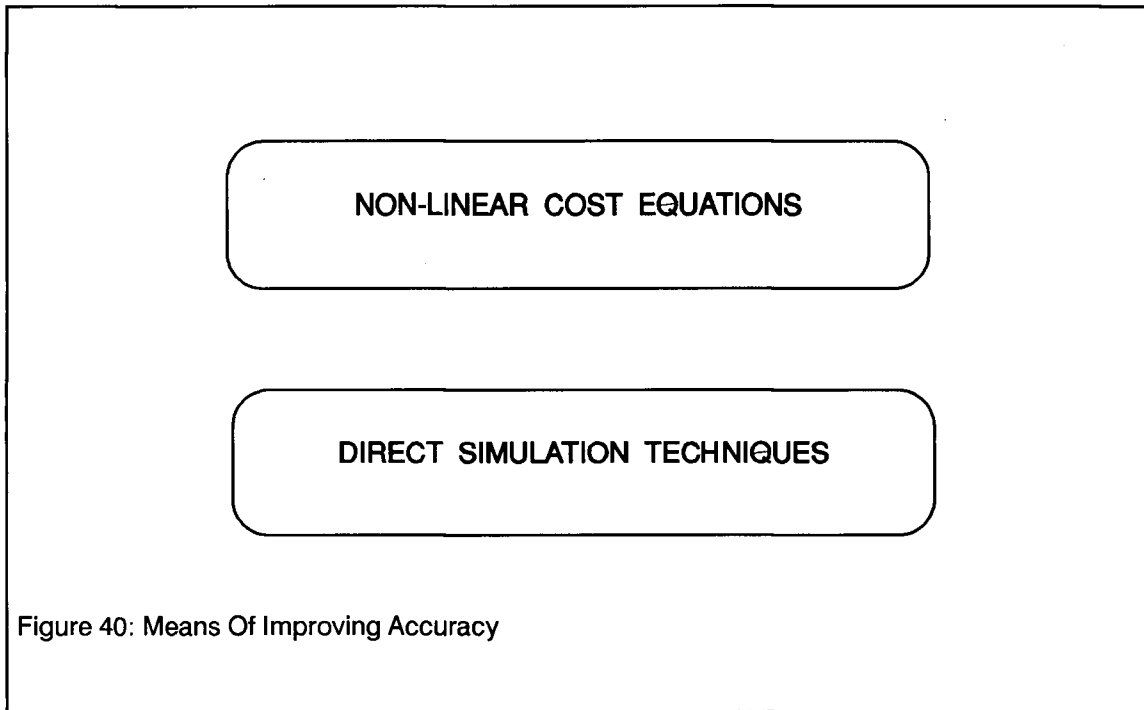 NON-LINEAR COST EQUATIONS
DIRECT SIMULATION TECHNIQUES
Figure 40: Means Of Improving Accuracy